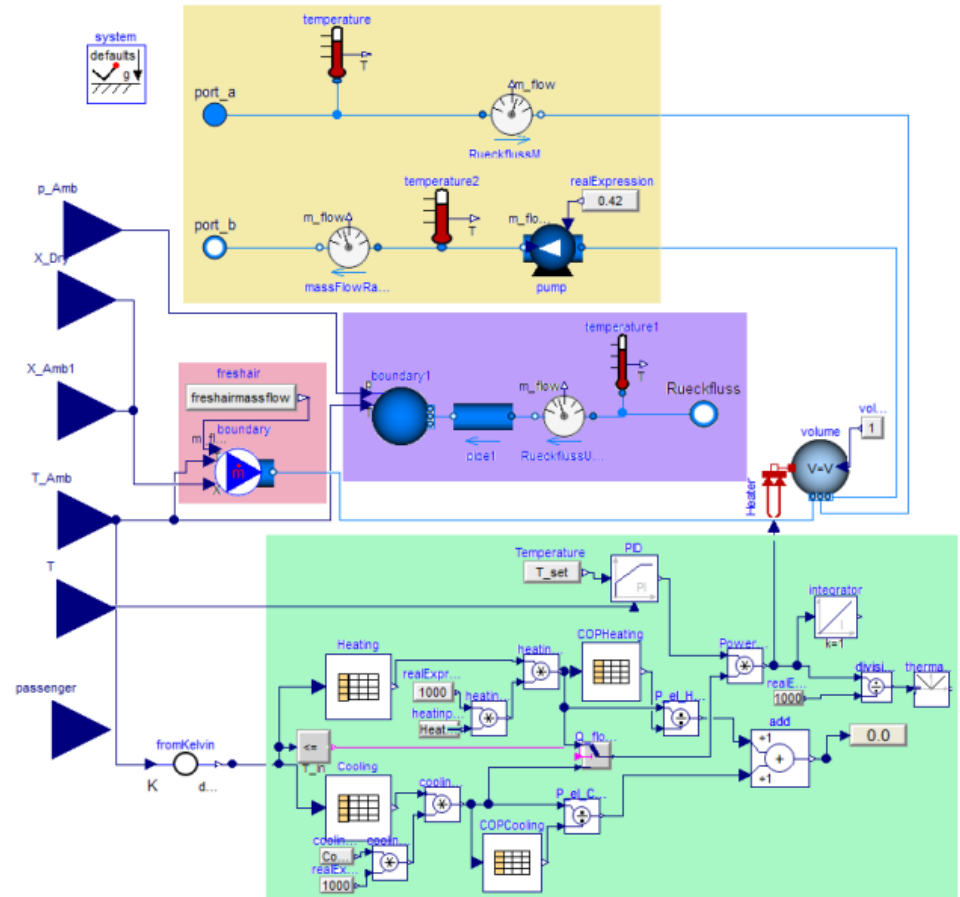 system
defaults
g
temperature
T
port_a
m_flow
RueckflussM
temperature2
realExpression
0.42
port_b
m_flow
T
m_flo...
massFlowRa...
pump
p_Amb
X_Dry
X_Amb1
T_Amb
T
passenger
freshair
freshairmassflow
boundary
m_fl...
m
X
boundary1
p
temperature1
T
m_flow
Rueckfluss
pipe1
RueckflussU...
vol...
1
volume
V=V
Heater
Temperature
T_set
PID
PI
integrator
I
k=1
Heating
heatin...
COPHeating
Power...
realExpr...
1000
heatin...
heatinp...
Heat...
P_el_H...
divisi...
therma...
realE...
1000
add
+1
+
+1
0.0
Q_flo...
<=
T_in
fromKelvin
K
d...
Cooling
coolin...
P_el_C...
COPCooling
coolin...
Co...
coolin...
realEx...
1000